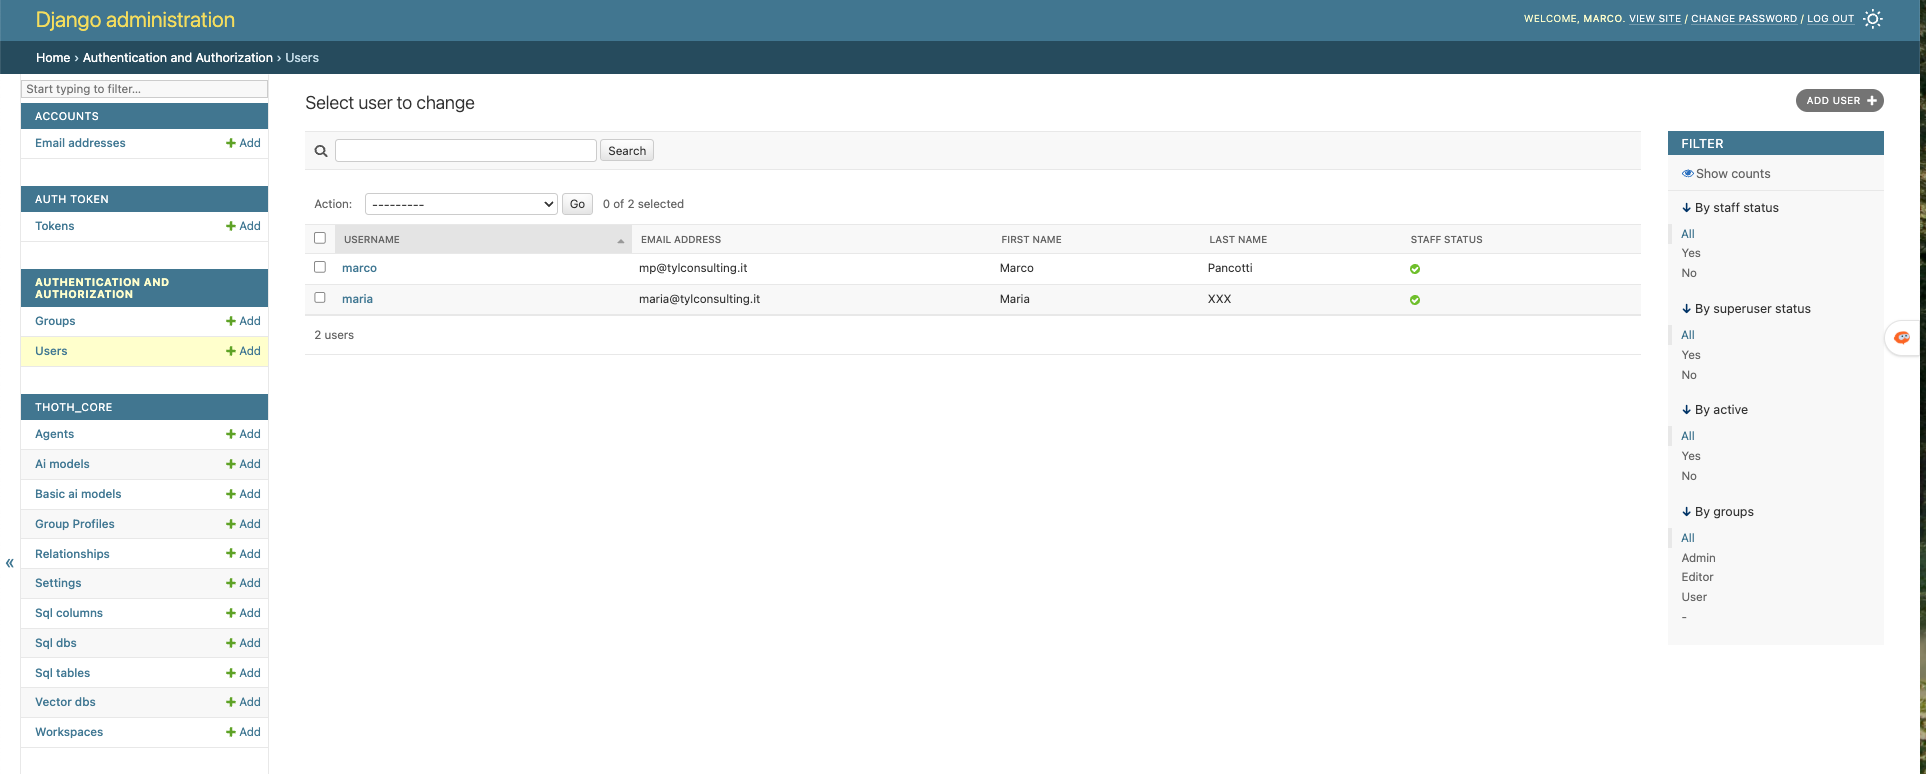 Django administration
WELCOME, MARCO. VIEW SITE / CHANGE PASSWORD / LOG OUT
Home › Authentication and Authorization › Users
Start typing to filter...
ACCOUNTS
Email addresses + Add
AUTH TOKEN
Tokens + Add
AUTHENTICATION AND
AUTHORIZATION
Groups + Add
Users + Add
THOTH_CORE
Agents + Add
Ai models + Add
Basic ai models + Add
Group Profiles + Add
Relationships + Add
Settings + Add
Sql columns + Add
Sql dbs + Add
Sql tables + Add
Vector dbs + Add
Workspaces + Add
«
Select user to change
ADD USER +
Search
Action: --------- Go 0 of 2 selected
USERNAME EMAIL ADDRESS FIRST NAME LAST NAME STAFF STATUS
marco mp@tylconsulting.it Marco Pancotti
maria maria@tylconsulting.it Maria XXX
2 users
FILTER
Show counts
↓ By staff status
All
Yes
No
↓ By superuser status
All
Yes
No
↓ By active
All
Yes
No
↓ By groups
All
Admin
Editor
User
-